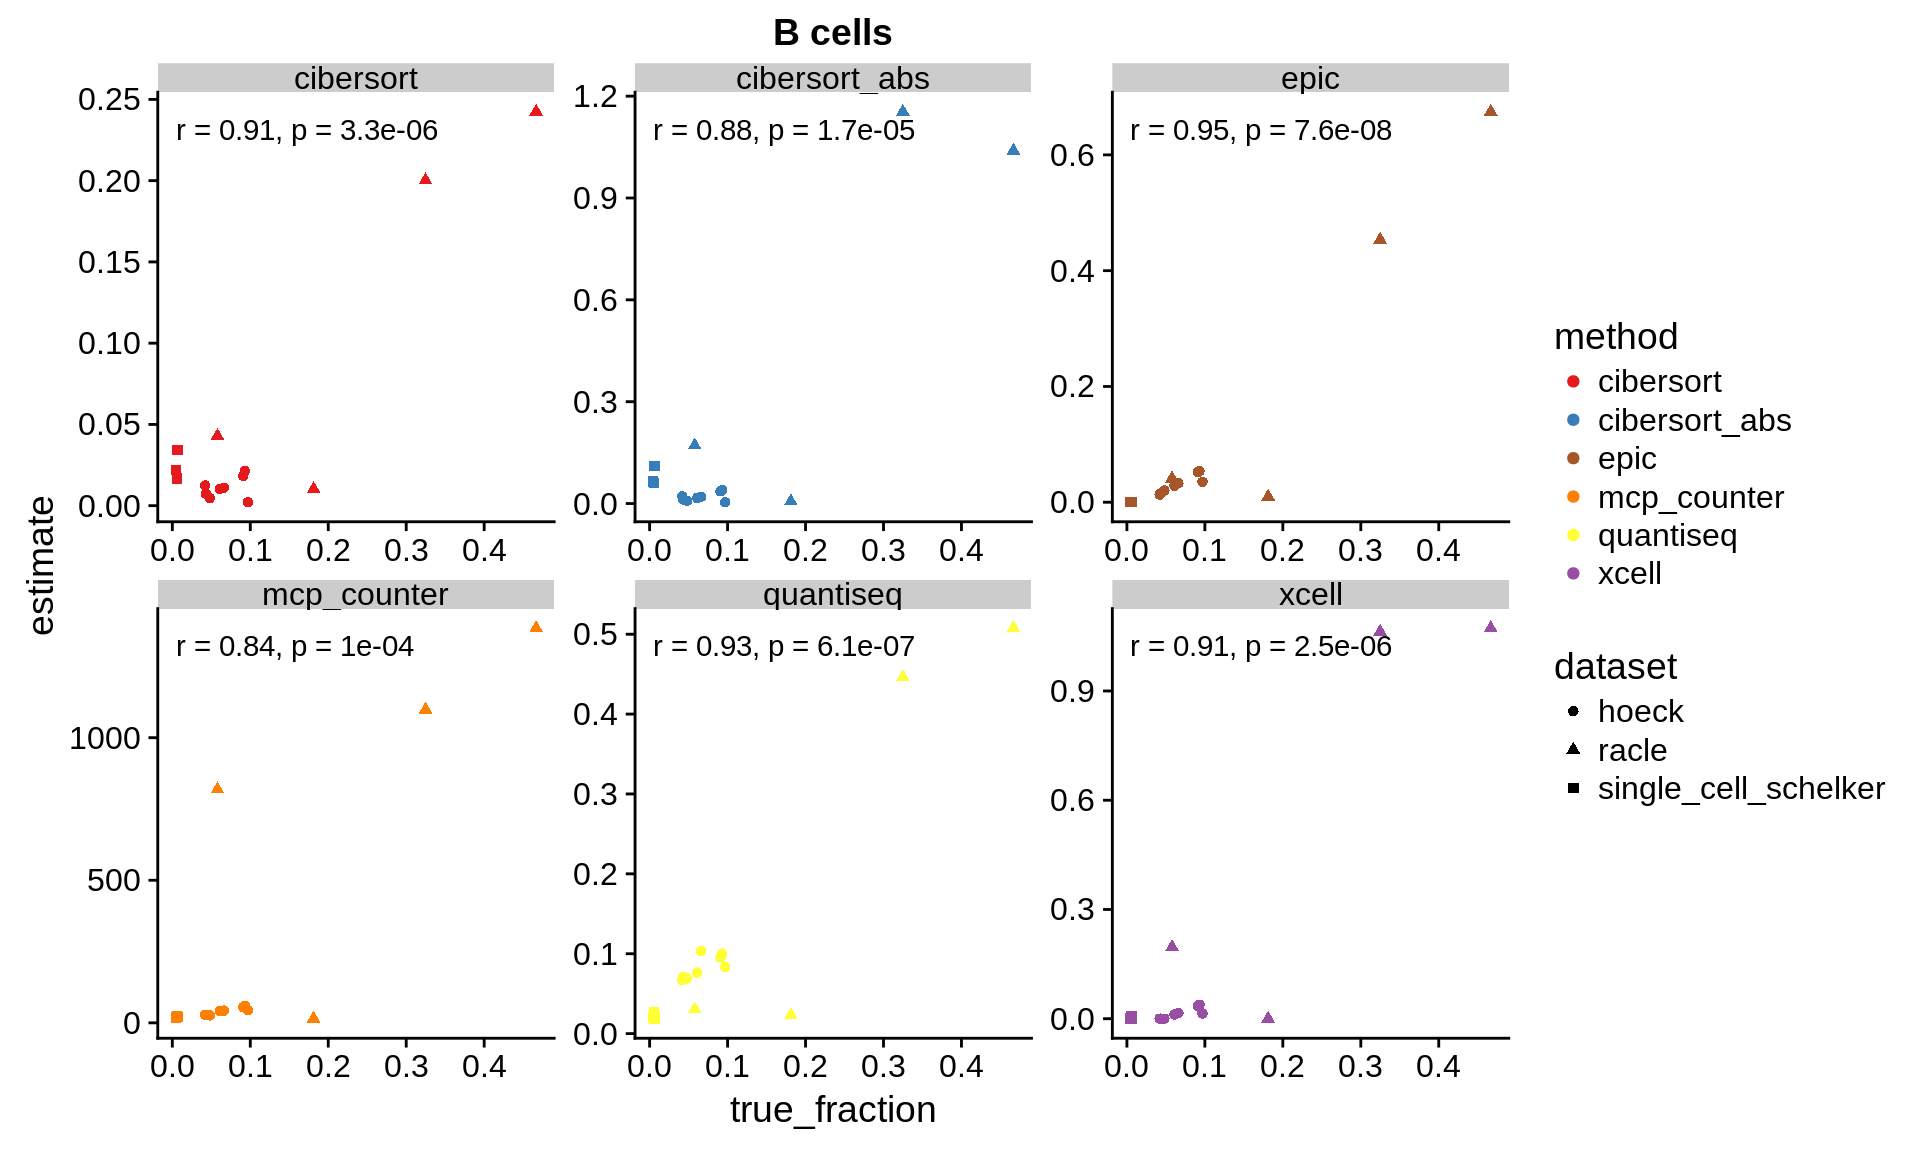 B cells
cibersort
cibersort_abs
epic
0.25
0.20
0.15
0.10
0.05
0.00
r = 0.91, p = 3.3e-06
0.0 0.1 0.2 0.3 0.4
1.2
0.9
0.6
0.3
0.0
r = 0.88, p = 1.7e-05
0.0 0.1 0.2 0.3 0.4
0.6
0.4
0.2
0.0
r = 0.95, p = 7.6e-08
0.0 0.1 0.2 0.3 0.4
estimate
mcp_counter
quantiseq
xcell
1000
500
0
r = 0.84, p = 1e-04
0.0 0.1 0.2 0.3 0.4
0.5
0.4
0.3
0.2
0.1
0.0
r = 0.93, p = 6.1e-07
0.0 0.1 0.2 0.3 0.4
0.9
0.6
0.3
0.0
r = 0.91, p = 2.5e-06
0.0 0.1 0.2 0.3 0.4
true_fraction
method
cibersort
cibersort_abs
epic
mcp_counter
quantiseq
xcell
dataset
hoeck
racle
single_cell_schelker